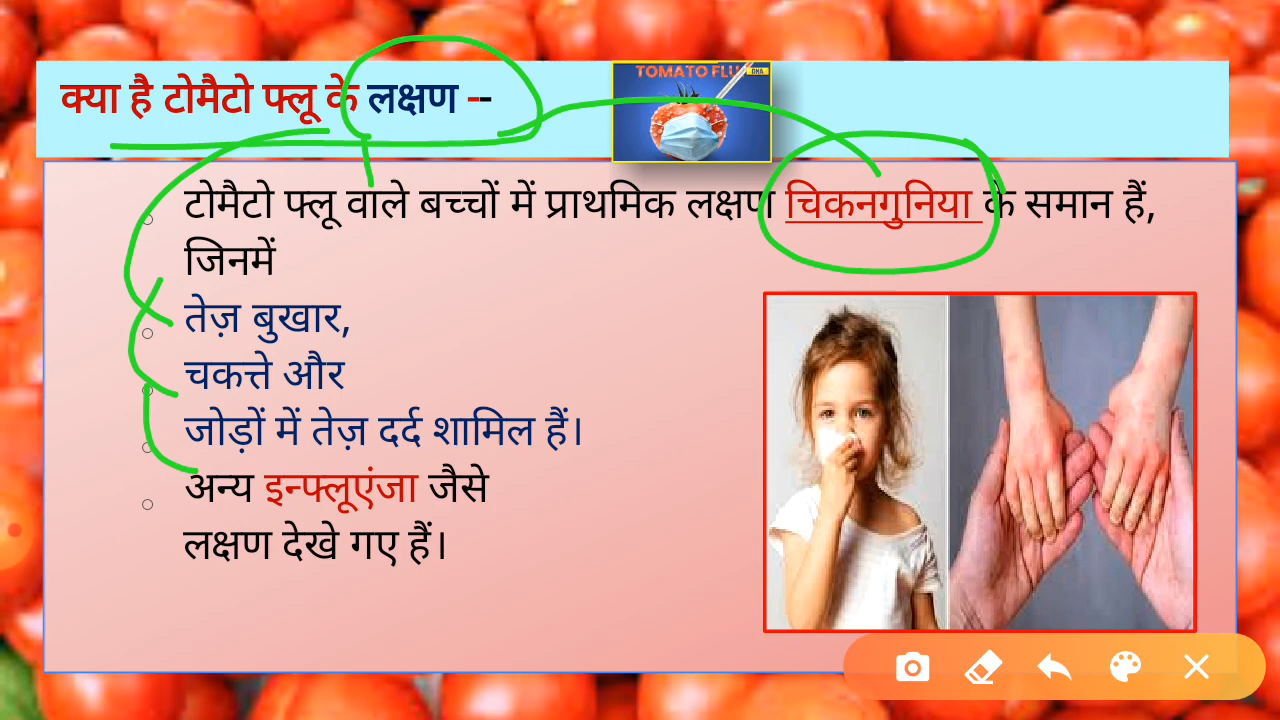 क्या है टोमैटो फ्लू के लक्षण --
TOMATO FLU
DNA
टोमैटो फ्लू वाले बच्चों में प्राथमिक लक्षण चिकनगुनिया के समान हैं,
जिनमें
तेज़ बुखार,
चकत्ते और
जोड़ों में तेज़ दर्द शामिल हैं।
अन्य इन्फ्लूएंजा जैसे
लक्षण देखे गए हैं।